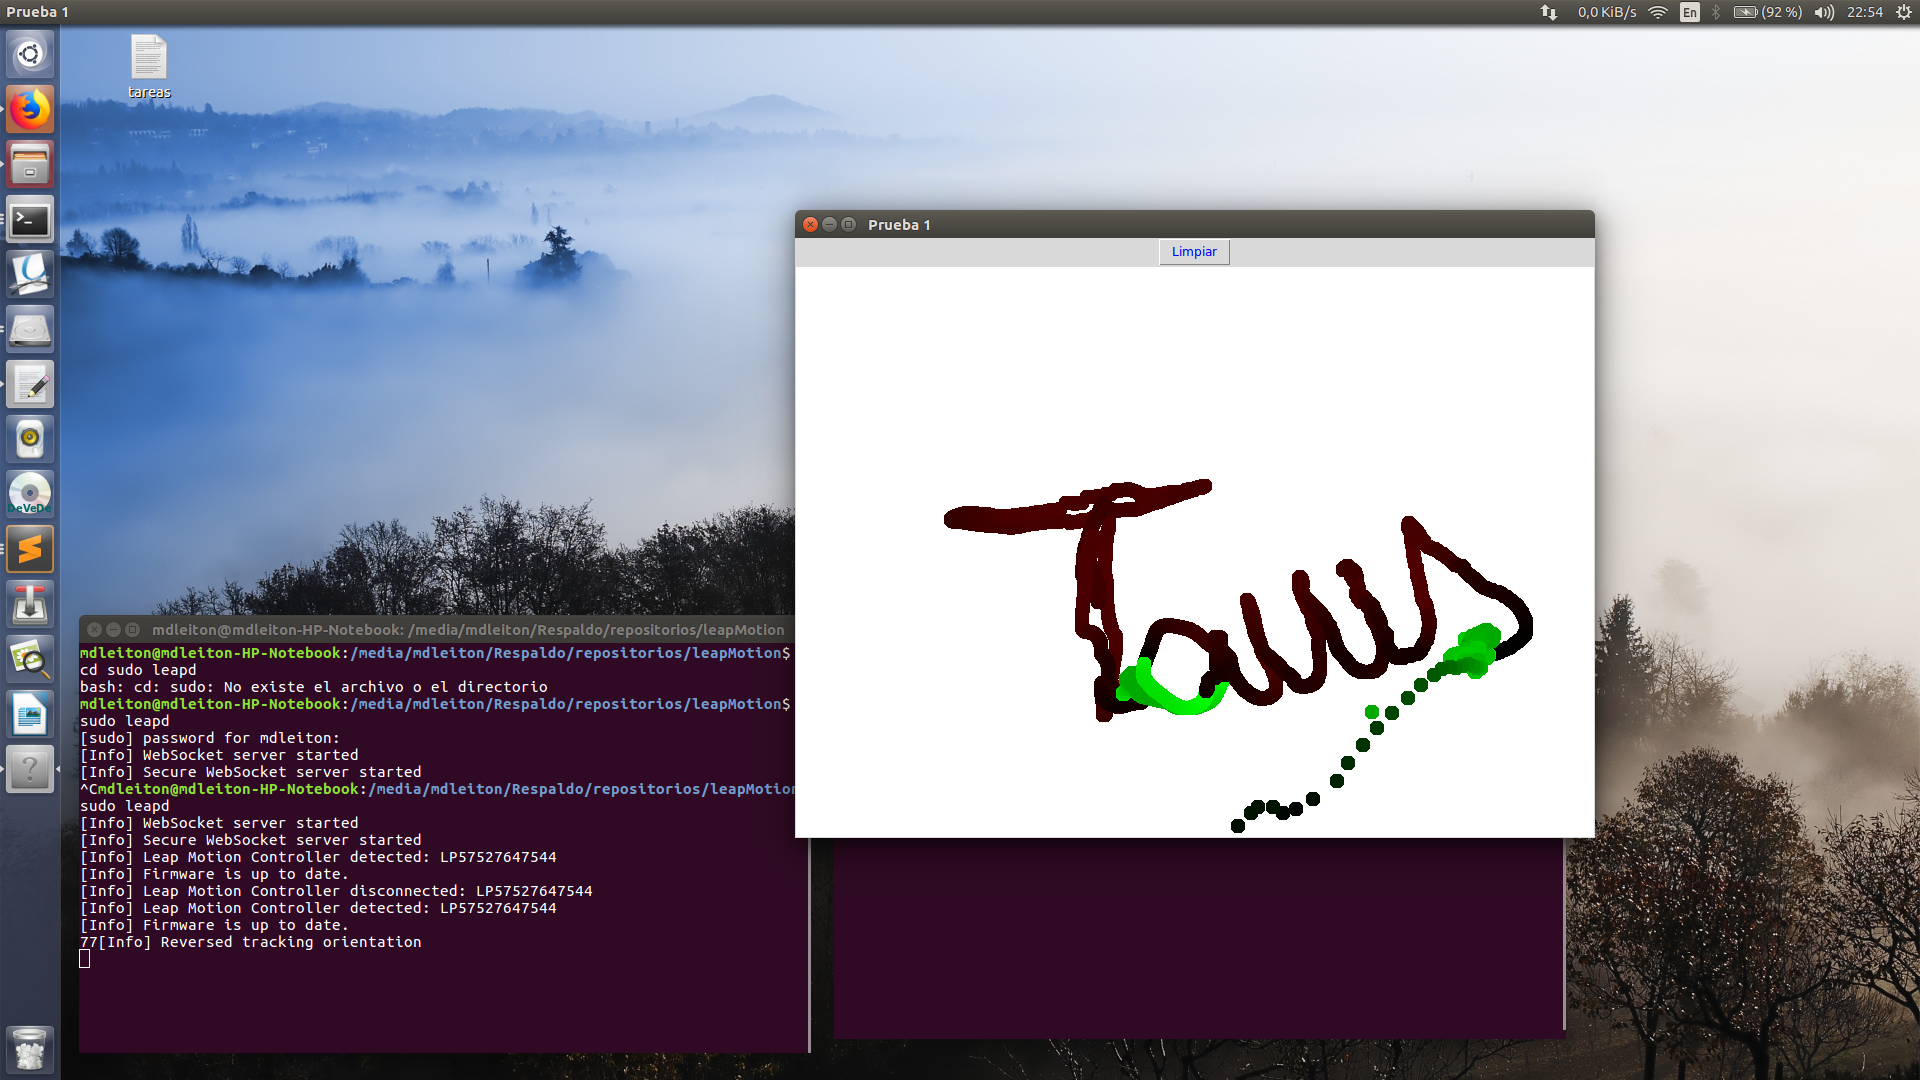 Prueba 1
0,0 KiB/s En (92 %) 22:54
tareas
DeVeDe
Prueba 1
Limpiar
mdleiton@mdleiton-HP-Notebook: /media/mdleiton/Respaldo/repositorios/leapMotion
mdleiton@mdleiton-HP-Notebook:/media/mdleiton/Respaldo/repositorios/leapMotion$
cd sudo leapd
bash: cd: sudo: No existe el archivo o el directorio
mdleiton@mdleiton-HP-Notebook:/media/mdleiton/Respaldo/repositorios/leapMotion$
sudo leapd
[sudo] password for mdleiton:
[Info] WebSocket server started
[Info] Secure WebSocket server started
^Cmdleiton@mdleiton-HP-Notebook:/media/mdleiton/Respaldo/repositorios/leapMotion
sudo leapd
[Info] WebSocket server started
[Info] Secure WebSocket server started
[Info] Leap Motion Controller detected: LP57527647544
[Info] Firmware is up to date.
[Info] Leap Motion Controller disconnected: LP57527647544
[Info] Leap Motion Controller detected: LP57527647544
[Info] Firmware is up to date.
77[Info] Reversed tracking orientation